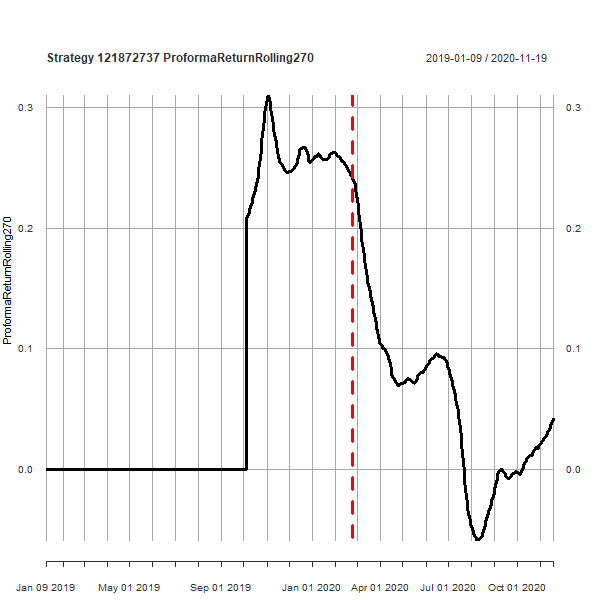 Strategy 121872737 ProformaReturnRolling270
2019-01-09 / 2020-11-19
0.3
0.3
0.2
0.2
0.1
0.1
0.0
0.0
ProformaReturnRolling270
Jan 09 2019
May 01 2019
Sep 01 2019
Jan 01 2020
Apr 01 2020
Jul 01 2020
Oct 01 2020